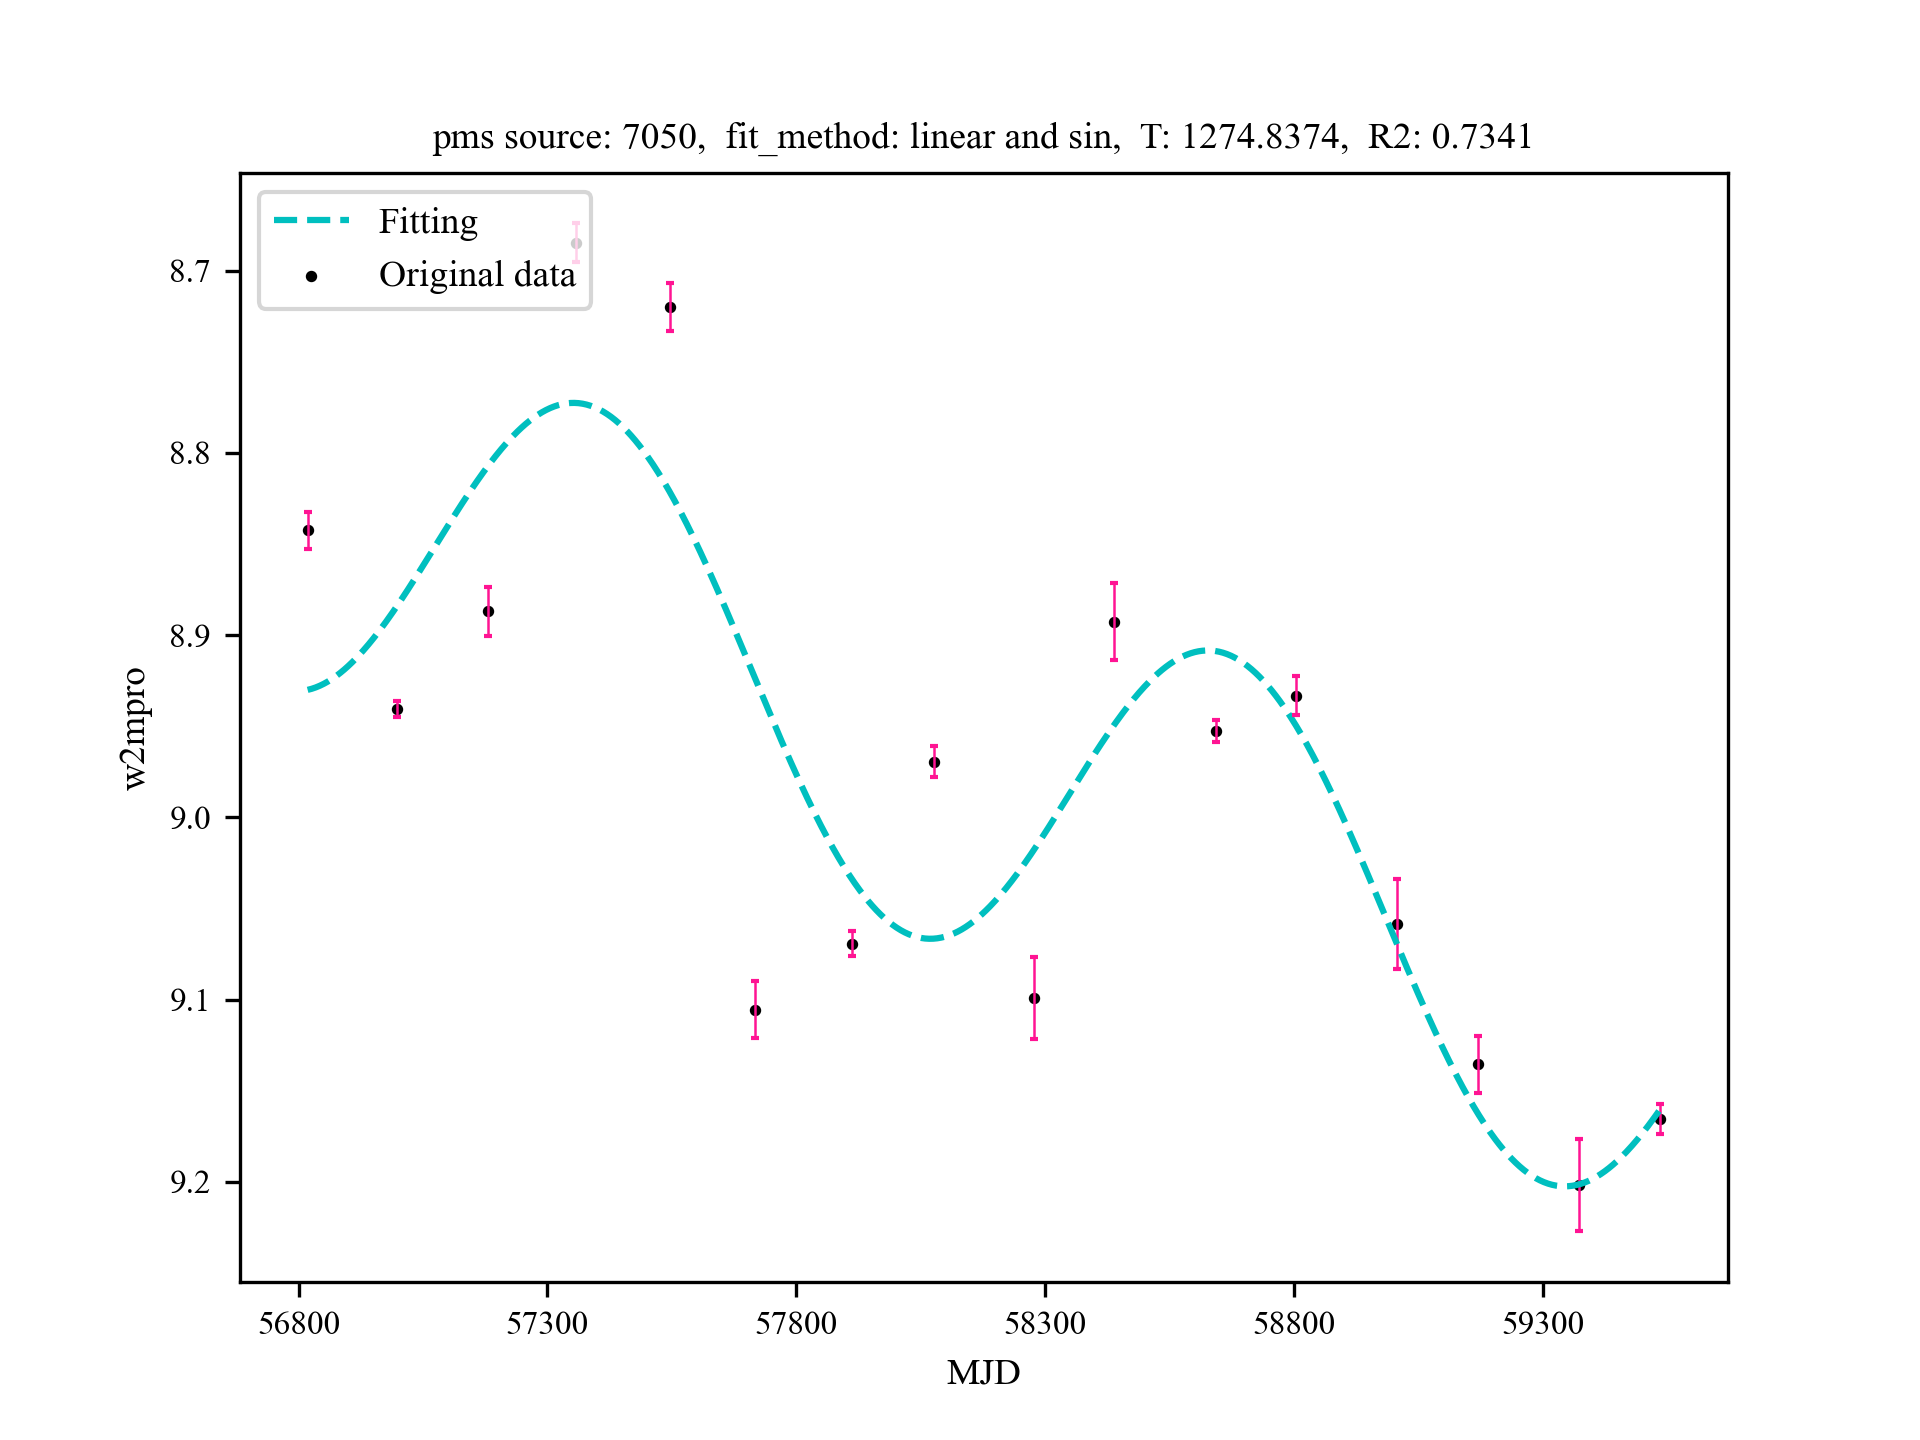 pms source: 7050,  fit_method: linear and sin,  T: 1274.8374,  R2: 0.7341
Fitting
Original data
8.7
8.8
8.9
9.0
9.1
9.2
w2mpro
56800 57300 57800 58300 58800 59300
MJD